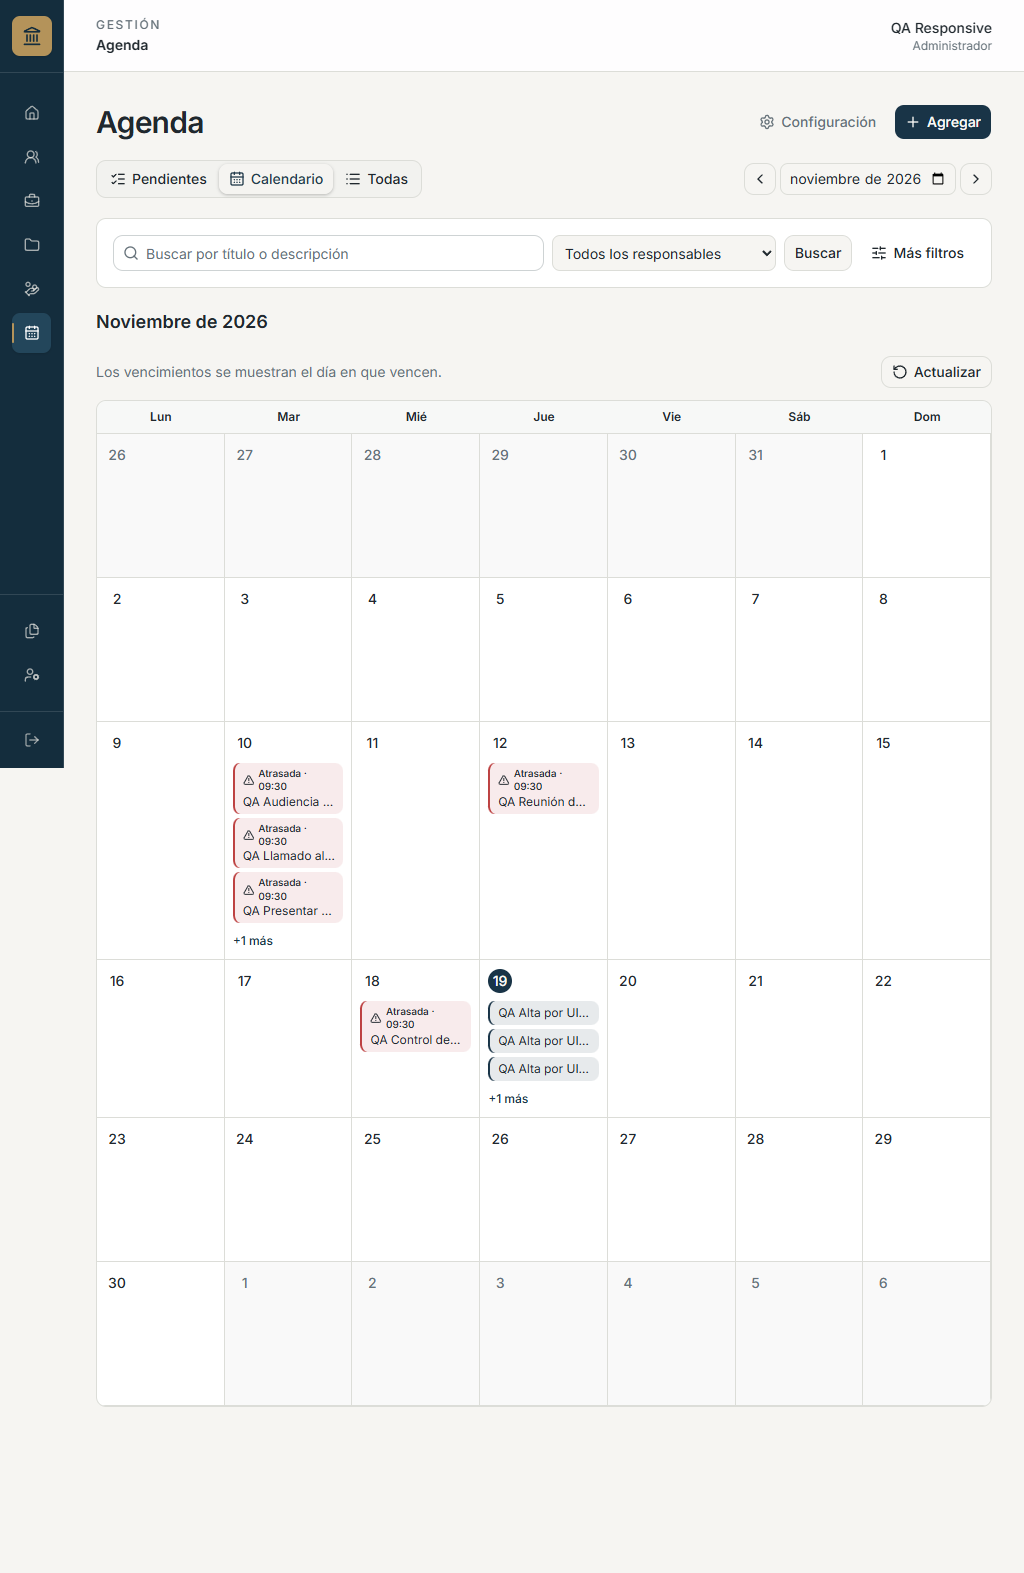 GESTIÓN
Agenda
QA Responsive
Administrador
Agenda
Configuración
Agregar
Pendientes
Calendario
Todas
noviembre de 2026
Buscar por título o descripción
Todos los responsables
Buscar
Más filtros
Noviembre de 2026
Los vencimientos se muestran el día en que vencen.
Actualizar
Lun Mar Mié Jue Vie Sáb Dom
26 27 28 29 30 31 1
2 3 4 5 6 7 8
9 10 11 12 13 14 15
Atrasada ·
09:30
QA Audiencia ...
Atrasada ·
09:30
QA Llamado al...
Atrasada ·
09:30
QA Presentar ...
+1 más
Atrasada ·
09:30
QA Reunión d...
16 17 18 19 20 21 22
Atrasada ·
09:30
QA Control de...
QA Alta por UI...
QA Alta por UI...
QA Alta por UI...
+1 más
23 24 25 26 27 28 29
30 1 2 3 4 5 6